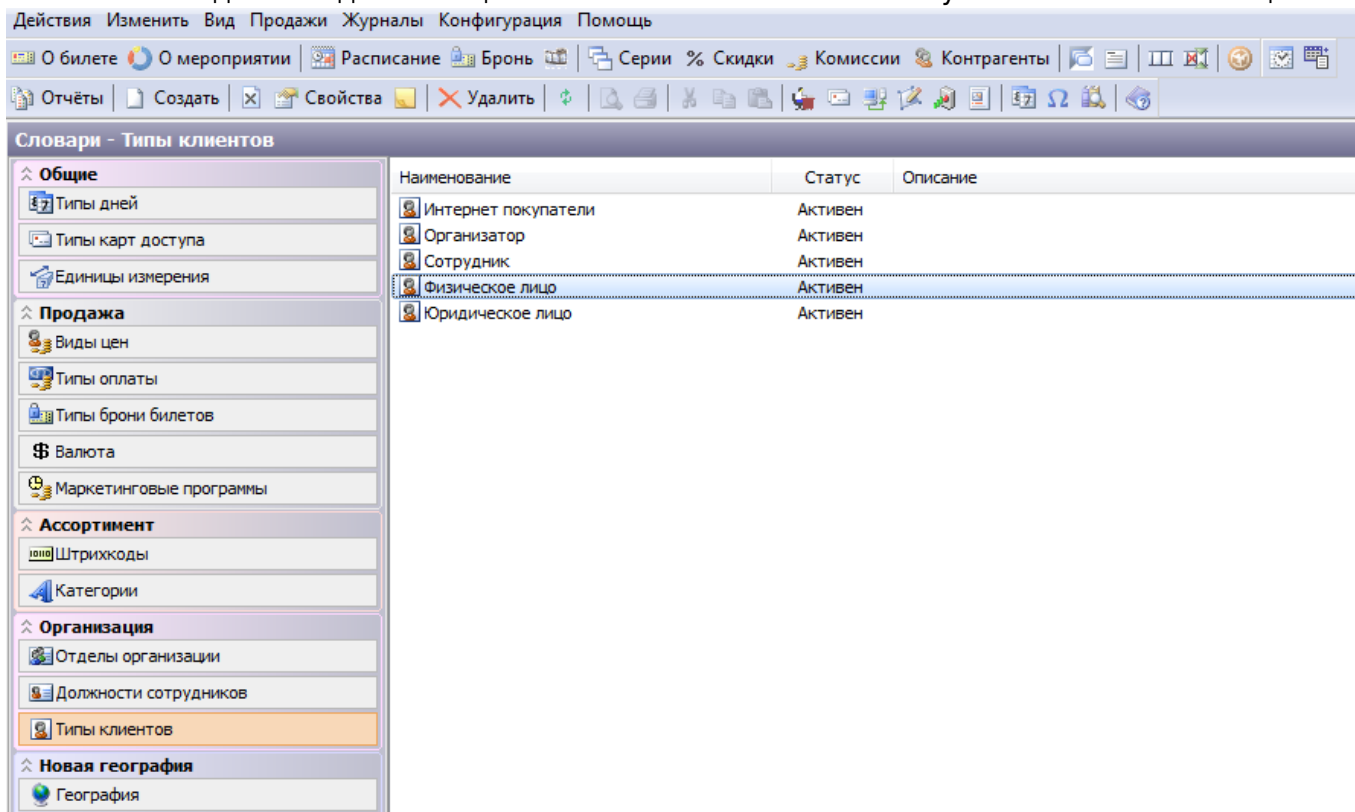 Действия Изменить Вид Продажи Журналы Конфигурация Помощь
О билете О мероприятии Расписание Бронь Серии % Скидки Комиссии Контрагенты
Отчёты Создать Свойства Удалить
Словари - Типы клиентов
Общие
Типы дней
Типы карт доступа
Единицы измерения
Продажа
Виды цен
Типы оплаты
Типы брони билетов
Валюта
Маркетинговые программы
Ассортимент
Штрихкоды
Категории
Организация
Отделы организации
Должности сотрудников
Типы клиентов
Новая география
География
Наименование Статус Описание
Интернет покупатели Активен
Организатор Активен
Сотрудник Активен
Физическое лицо Активен
Юридическое лицо Активен